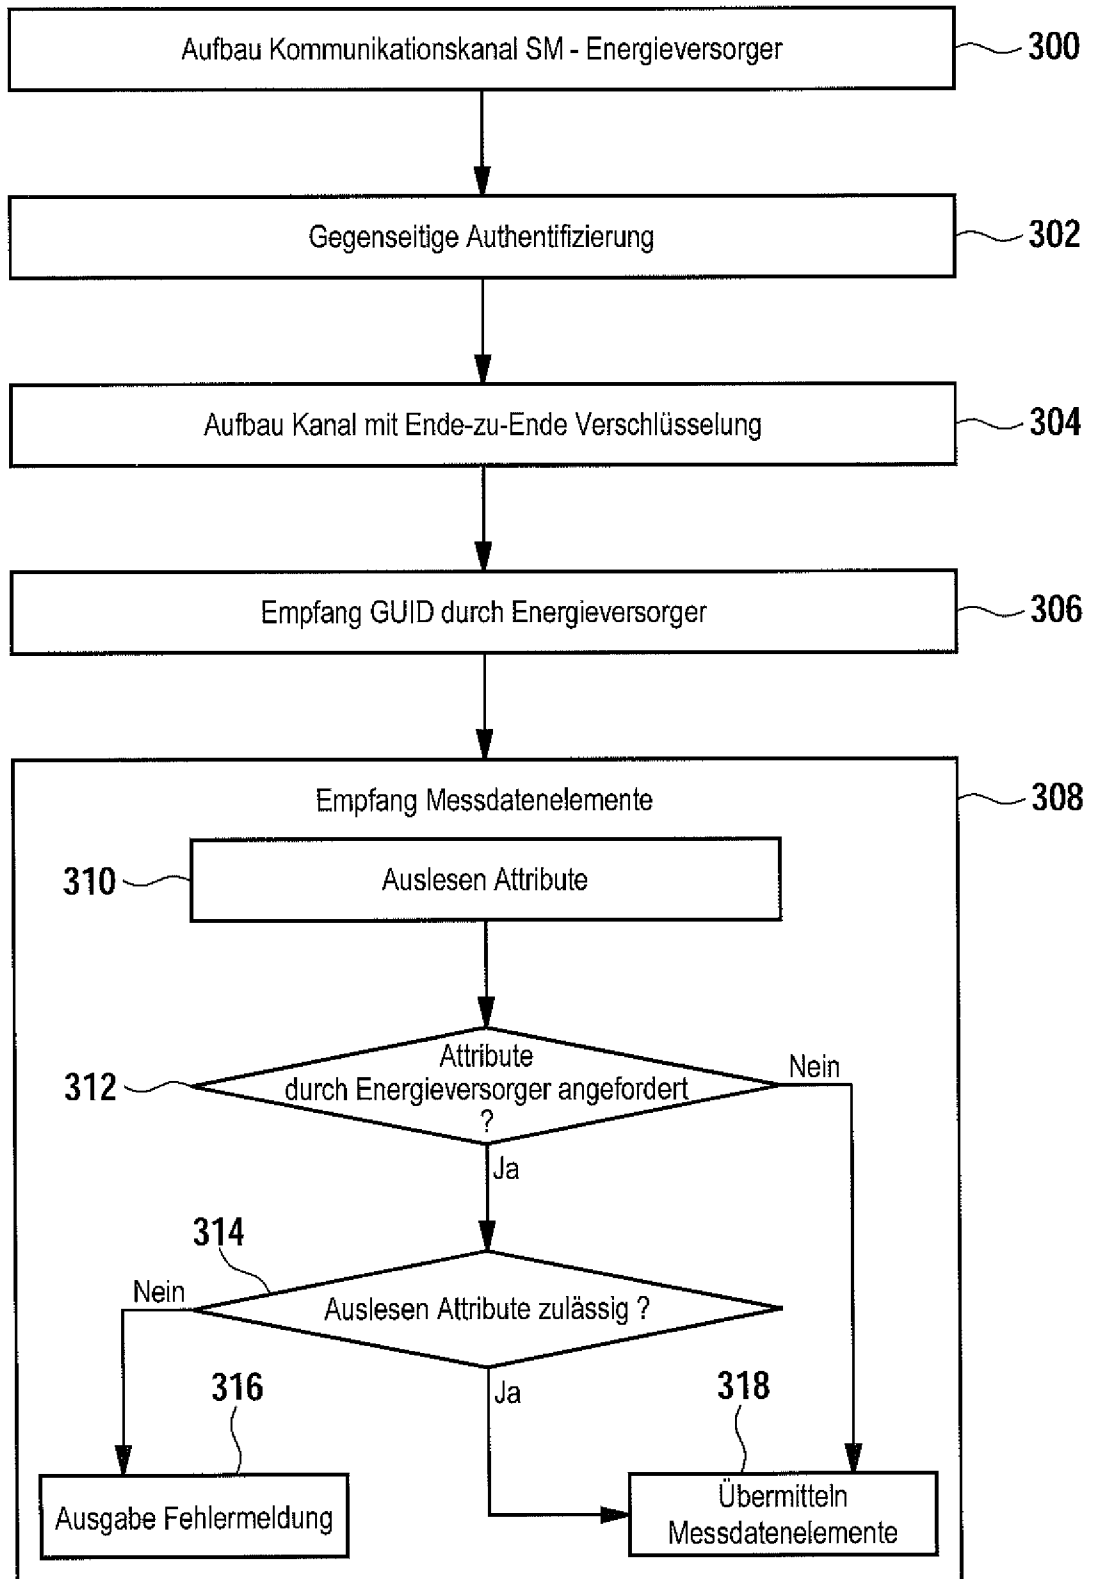 Aufbau Kommunikationskanal SM - Energieversorger
300
Gegenseitige Authentifizierung
302
Aufbau Kanal mit Ende-zu-Ende Verschlüsselung
304
Empfang GUID durch Energieversorger
306
Empfang Messdatenelemente
308
310
Auslesen Attribute
Attribute
durch Energieversorger angefordert
?
312
Nein
Ja
314
Nein
Auslesen Attribute zulässig ?
Ja
316
318
Ausgabe Fehlermeldung
Übermitteln
Messdatenelemente